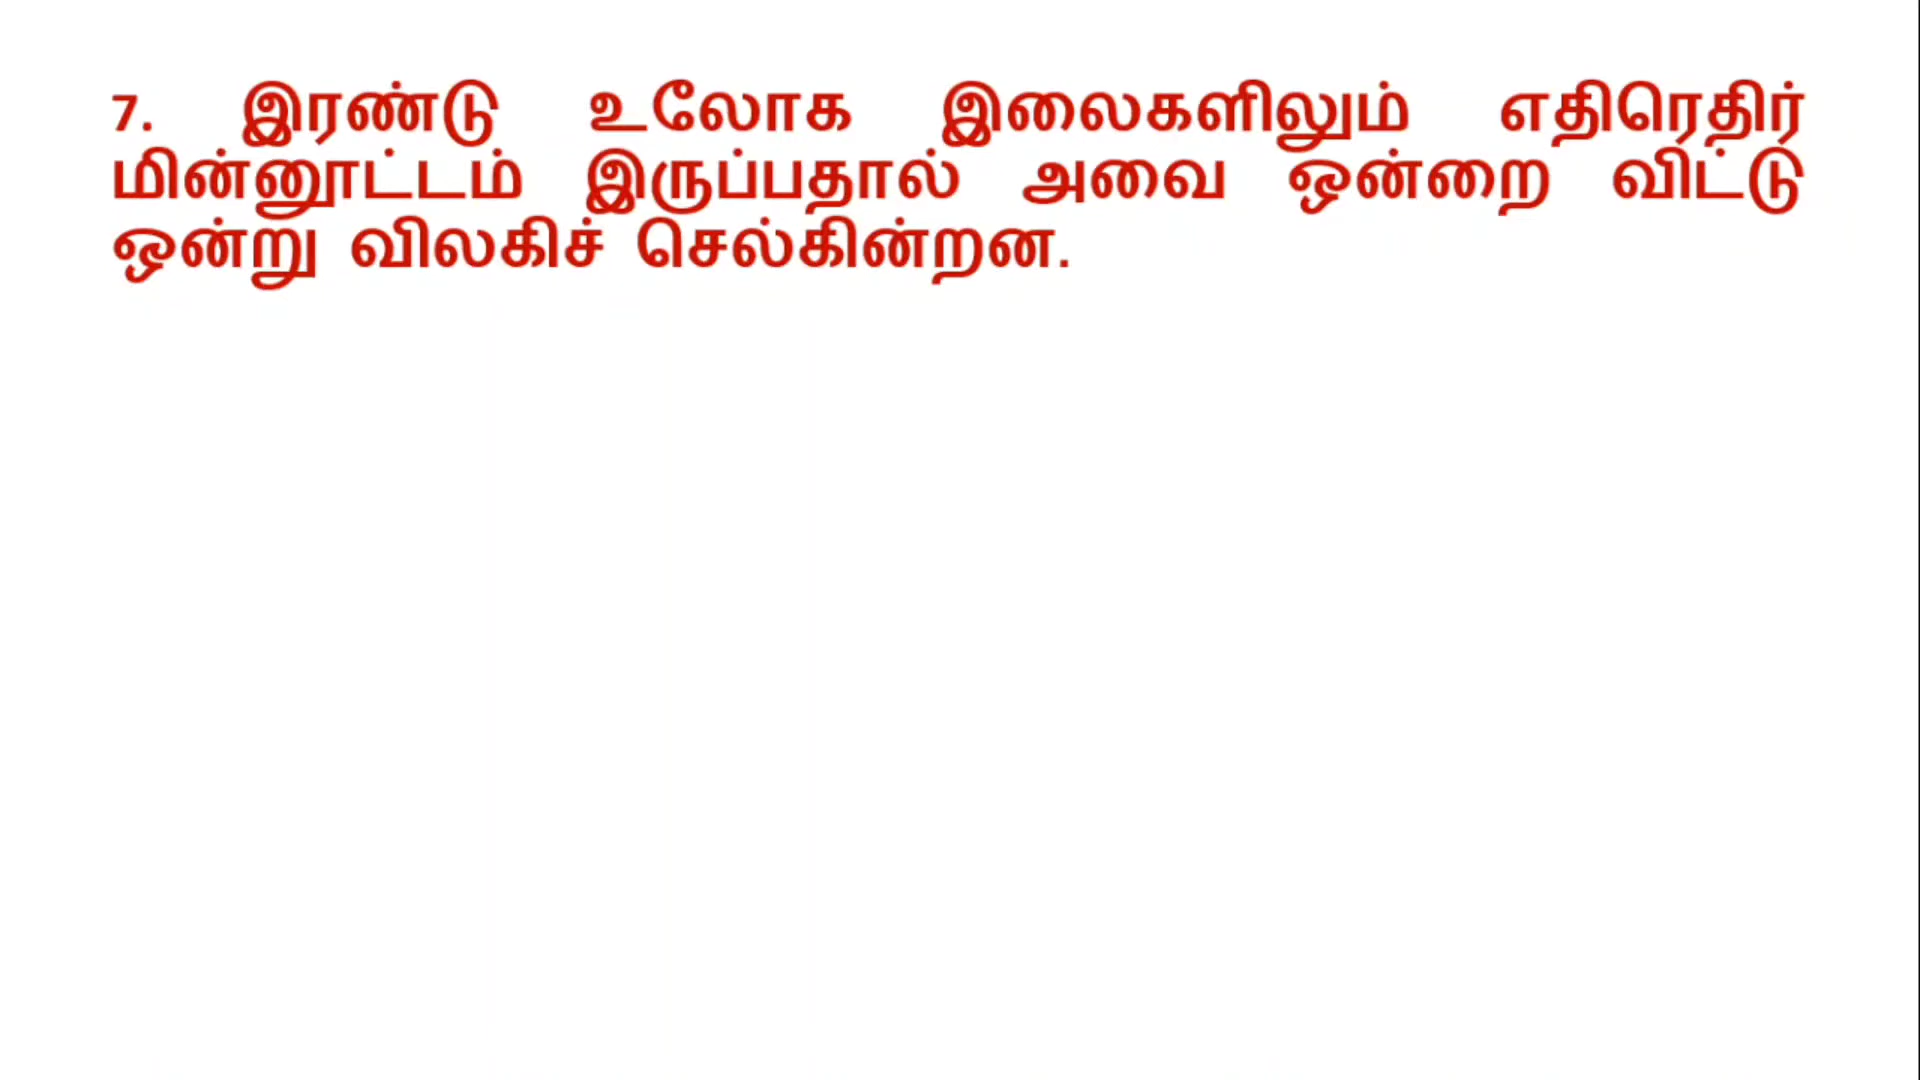 7. இரண்டு உலோக இலைகளிலும் எதிரெதிர்
மின்னூட்டம் இருப்பதால் அவை ஒன்றை விட்டு
ஒன்று விலகிச் செல்கின்றன.